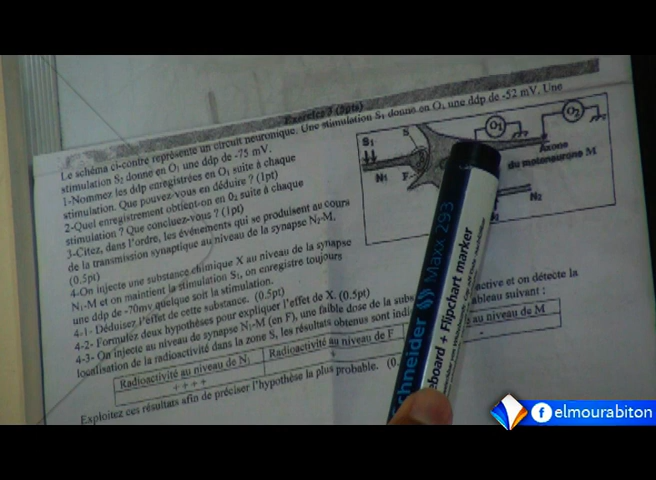 Exercice 3 (5pts)
Le schéma ci-contre représente un circuit neuronique. Une stimulation S₁ donne en O₁ une ddp de -52 mV. Une
stimulation S₂ donne en O₁ une ddp de -75 mV.
1-Nommez les ddp enregistrées en O₁ suite à chaque
stimulation. Que pouvez-vous en déduire ? (1pt)
2-Quel enregistrement obtient-on en 0₂ suite à chaque
stimulation ? Que concluez-vous ? (1pt)
3-Citez, dans l'ordre, les événements qui se produisent au cours
de la transmission synaptique au niveau de la synapse N₂-M,
(0.5pt)
4-On injecte une substance chimique X au niveau de la synapse
N₁-M et on maintient la stimulation S₁, on enregistre toujours
une ddp de -70mv quelque soit la stimulation.
4-1- Déduisez l'effet de cette substance. (0.5pt)
4-2- Formulez deux hypothèses pour expliquer l'effet de X. (0.5pt)
4-3- On injecte au niveau de synapse N₁-M (en F), une faible dose de la active et on détecte la
localisation de la radioactivité dans la zone S, les résultats obtenus sont tableau suivant :
Radioactivité au niveau de N₁ Radioactivité au niveau de F au niveau de M
+ + + + + -
Exploitez ces résultats afin de préciser l'hypothèse la plus probable.
S₁
S
O₁
O₂
N₁
F
Axone
du motoneurone M
N₂
Schneider Maxx 293
eboard + Flipchart marker
f elmourabiton